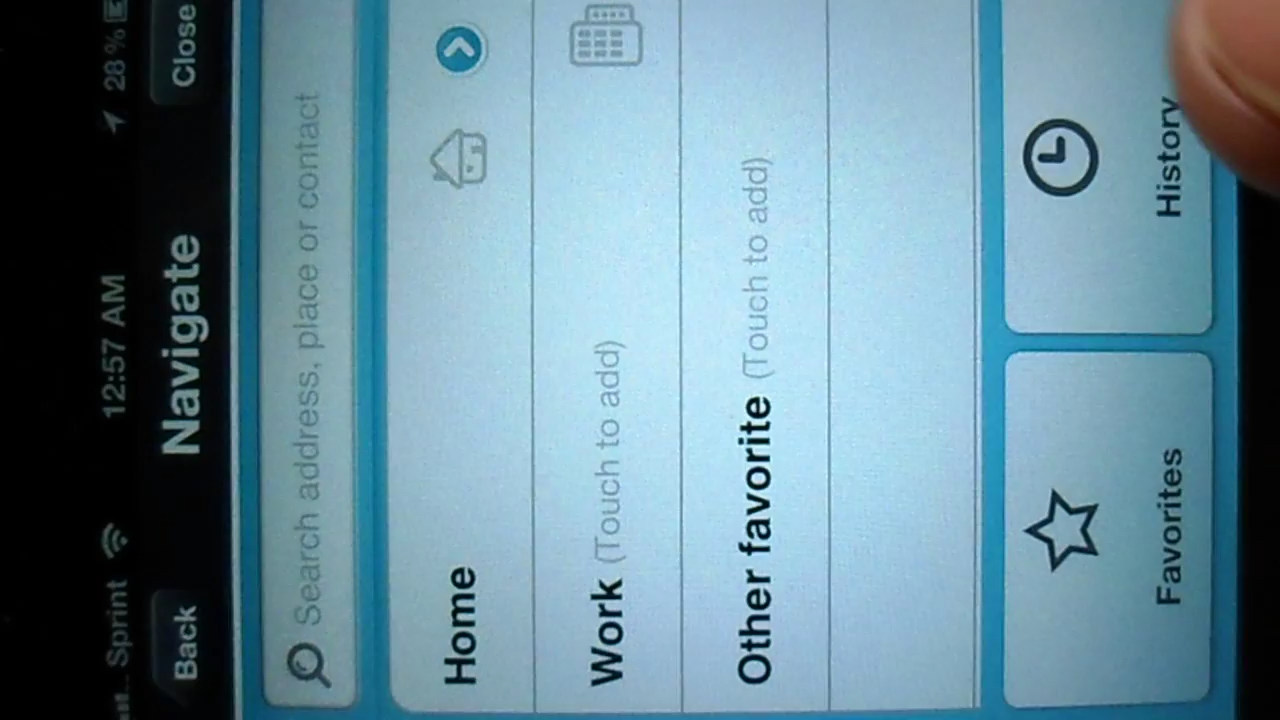 Sprint 12:57 AM 28 %
Back Navigate Close
Search address, place or contact
Home
Work (Touch to add)
Other favorite (Touch to add)
Favorites History